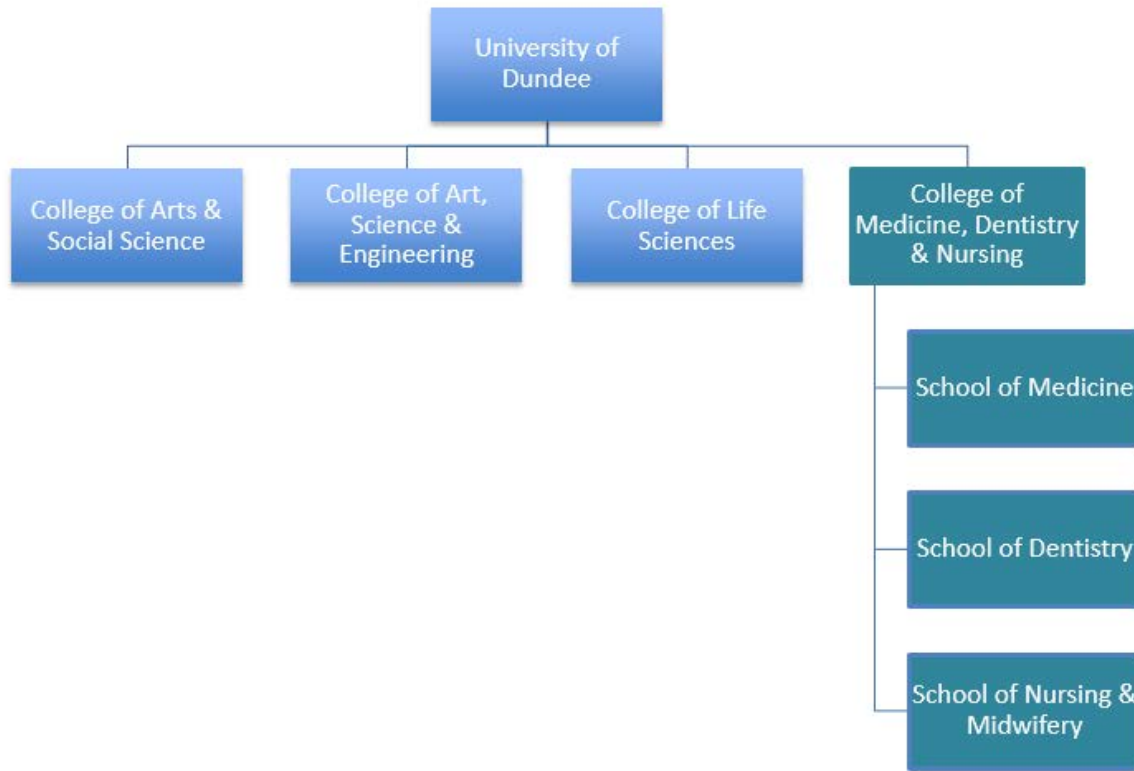 University of
Dundee
College of Arts &
Social Science
College of Art,
Science &
Engineering
College of Life
Sciences
College of
Medicine, Dentistry
& Nursing
School of Medicine
School of Dentistry
School of Nursing &
Midwifery